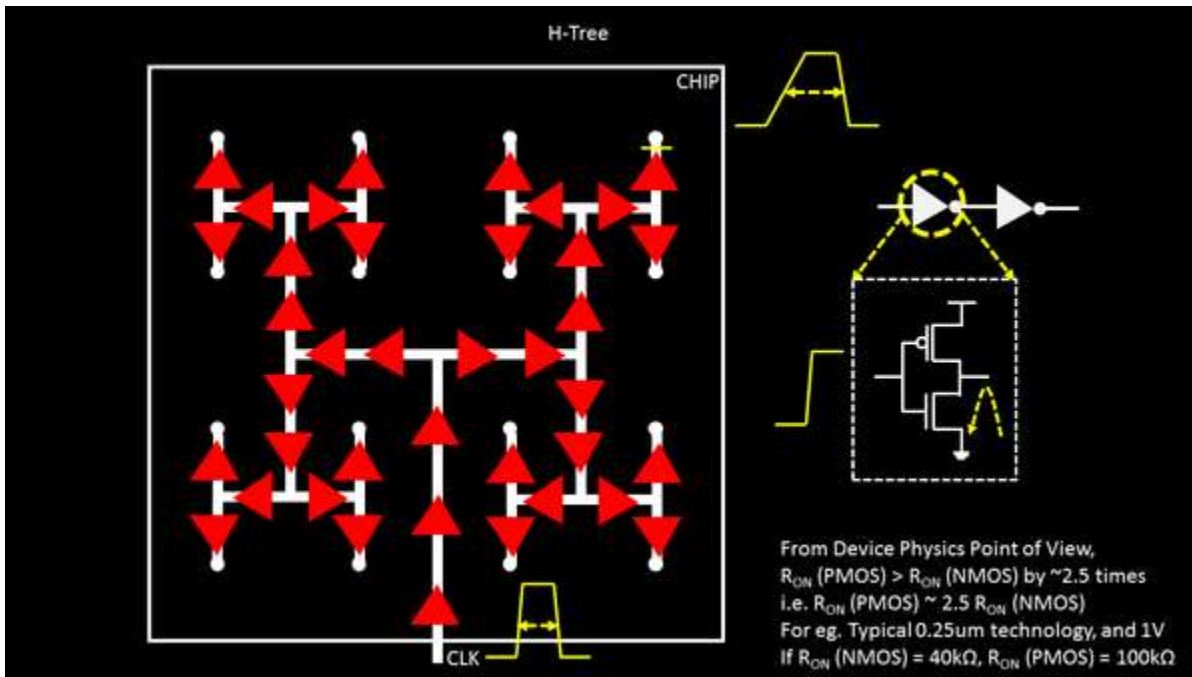 H-Tree
CHIP
CLK
From Device Physics Point of View,
RON (PMOS) > RON (NMOS) by ~2.5 times
i.e. RON (PMOS) ~ 2.5 RON (NMOS)
For eg. Typical 0.25um technology, and 1V
If RON (NMOS) = 40kΩ, RON (PMOS) = 100kΩ